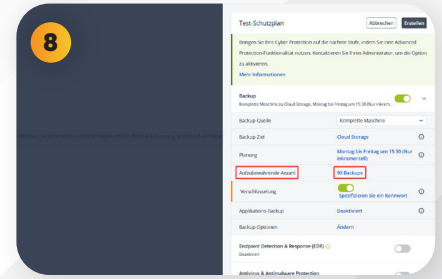 8
Test-Schutzplan
Abbrechen
Erstellen
Bringen Sie Ihre Cyber Protection auf die nächste Stufe, indem Sie eine Advanced
Protection-Funktionalität nutzen. Kontaktieren Sie Ihren Administrator, um die Option
zu aktivieren.
Mehr Informationen
Backup
Komplette Maschine zu Cloud Storage, Montag bis Freitag um 15:30 (Nur inkrem...
Backup-Quelle
Komplette Maschine
Backup-Ziel
Cloud Storage
Planung
Montag bis Freitag um 15:30 (Nur
inkrementell)
Aufzubewahrende Anzahl
90 Backups
Verschlüsselung
Spezifizieren Sie ein Kennwort
Applikations-Backup
Deaktiviert
Backup-Optionen
Ändern
Endpoint Detection & Response (EDR)
Deaktiviert
Antivirus & Antimalware Protection